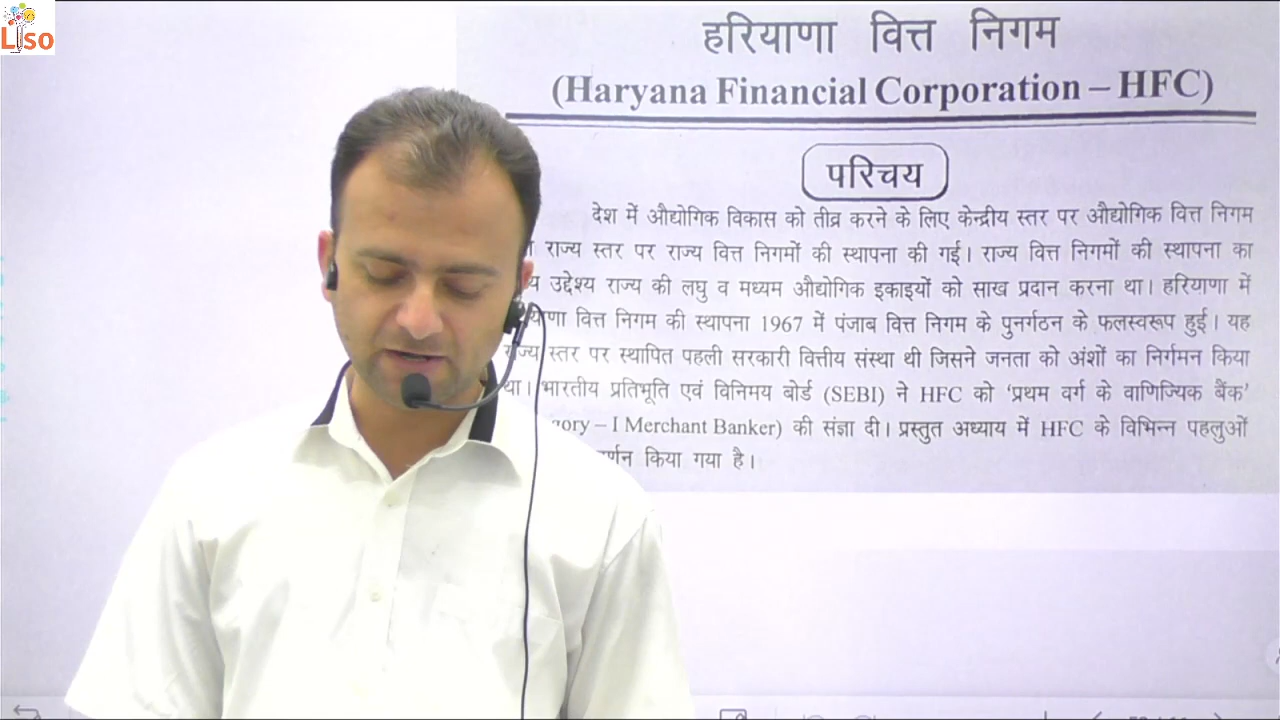 Liso
हरियाणा वित्त निगम
(Haryana Financial Corporation – HFC)
परिचय
देश में औद्योगिक विकास को तीव्र करने के लिए केन्द्रीय स्तर पर औद्योगिक वित्त निगम
राज्य स्तर पर राज्य वित्त निगमों की स्थापना की गई। राज्य वित्त निगमों की स्थापना का
उद्देश्य राज्य की लघु व मध्यम औद्योगिक इकाइयों को साख प्रदान करना था। हरियाणा में
वित्त निगम की स्थापना 1967 में पंजाब वित्त निगम के पुनर्गठन के फलस्वरूप हुई। यह
राज्य स्तर पर स्थापित पहली सरकारी वित्तीय संस्था थी जिसने जनता को अंशों का निर्गमन किया
था। भारतीय प्रतिभूति एवं विनिमय बोर्ड (SEBI) ने HFC को ‘प्रथम वर्ग के वाणिज्यिक बैंक’
– I Merchant Banker) की संज्ञा दी। प्रस्तुत अध्याय में HFC के विभिन्न पहलुओं
किया गया है।